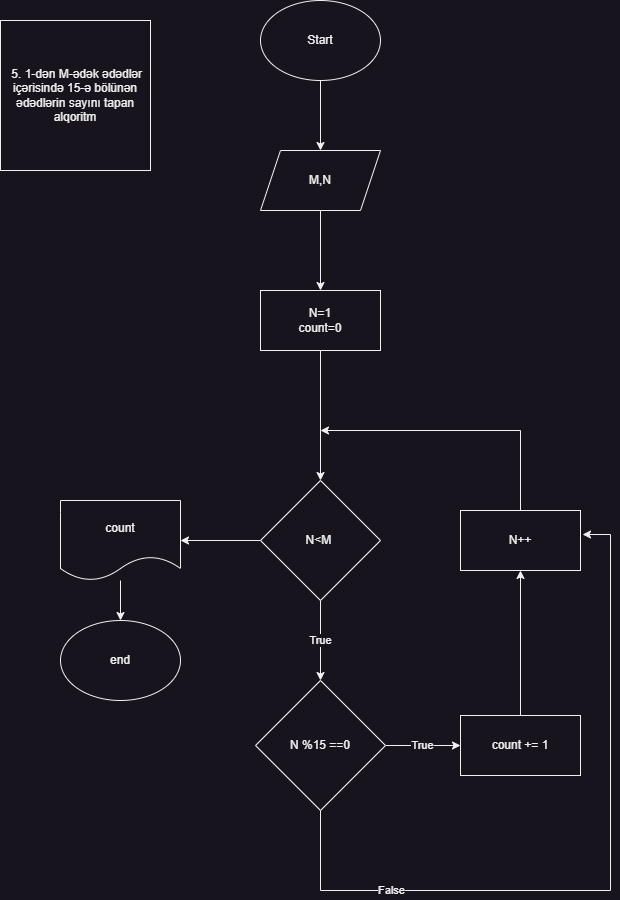 Start
5. 1-dən M-ədək ədədlər
içərisində 15-ə bölünən
ədədlərin sayını tapan
alqoritm
M,N
N=1
count=0
count
N<M
N++
True
end
N %15 ==0
True
count += 1
False